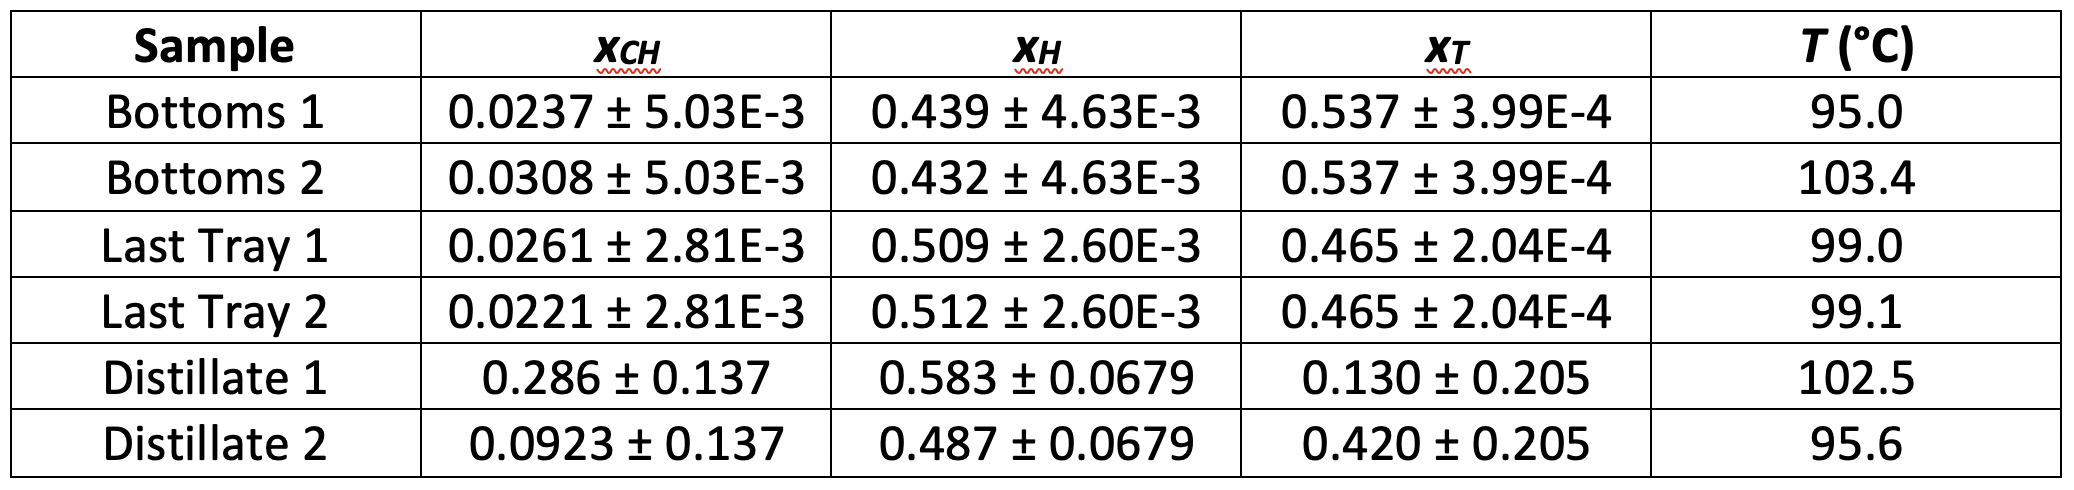 Sample xCH xH xT T (°C)
Bottoms 1 0.0237 ± 5.03E-3 0.439 ± 4.63E-3 0.537 ± 3.99E-4 95.0
Bottoms 2 0.0308 ± 5.03E-3 0.432 ± 4.63E-3 0.537 ± 3.99E-4 103.4
Last Tray 1 0.0261 ± 2.81E-3 0.509 ± 2.60E-3 0.465 ± 2.04E-4 99.0
Last Tray 2 0.0221 ± 2.81E-3 0.512 ± 2.60E-3 0.465 ± 2.04E-4 99.1
Distillate 1 0.286 ± 0.137 0.583 ± 0.0679 0.130 ± 0.205 102.5
Distillate 2 0.0923 ± 0.137 0.487 ± 0.0679 0.420 ± 0.205 95.6